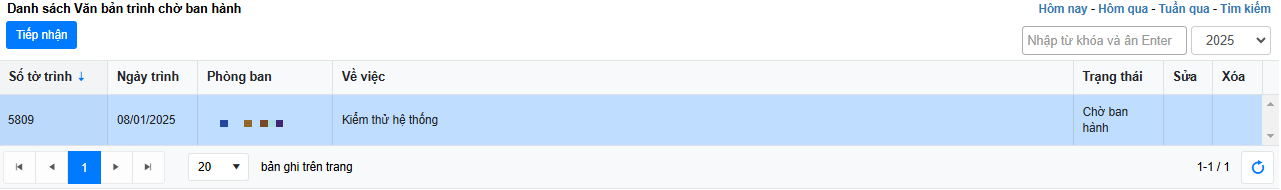 Danh sách Văn bản trình chờ ban hành
Hôm nay - Hôm qua - Tuần qua - Tìm kiếm
Tiếp nhận
Nhập từ khóa và ân Enter
2025
Số tờ trình ↓ Ngày trình Phòng ban Về việc Trạng thái Sửa Xóa
5809 08/01/2025 Kiểm thử hệ thống Chờ ban
hành
1 20 bản ghi trên trang 1-1 / 1